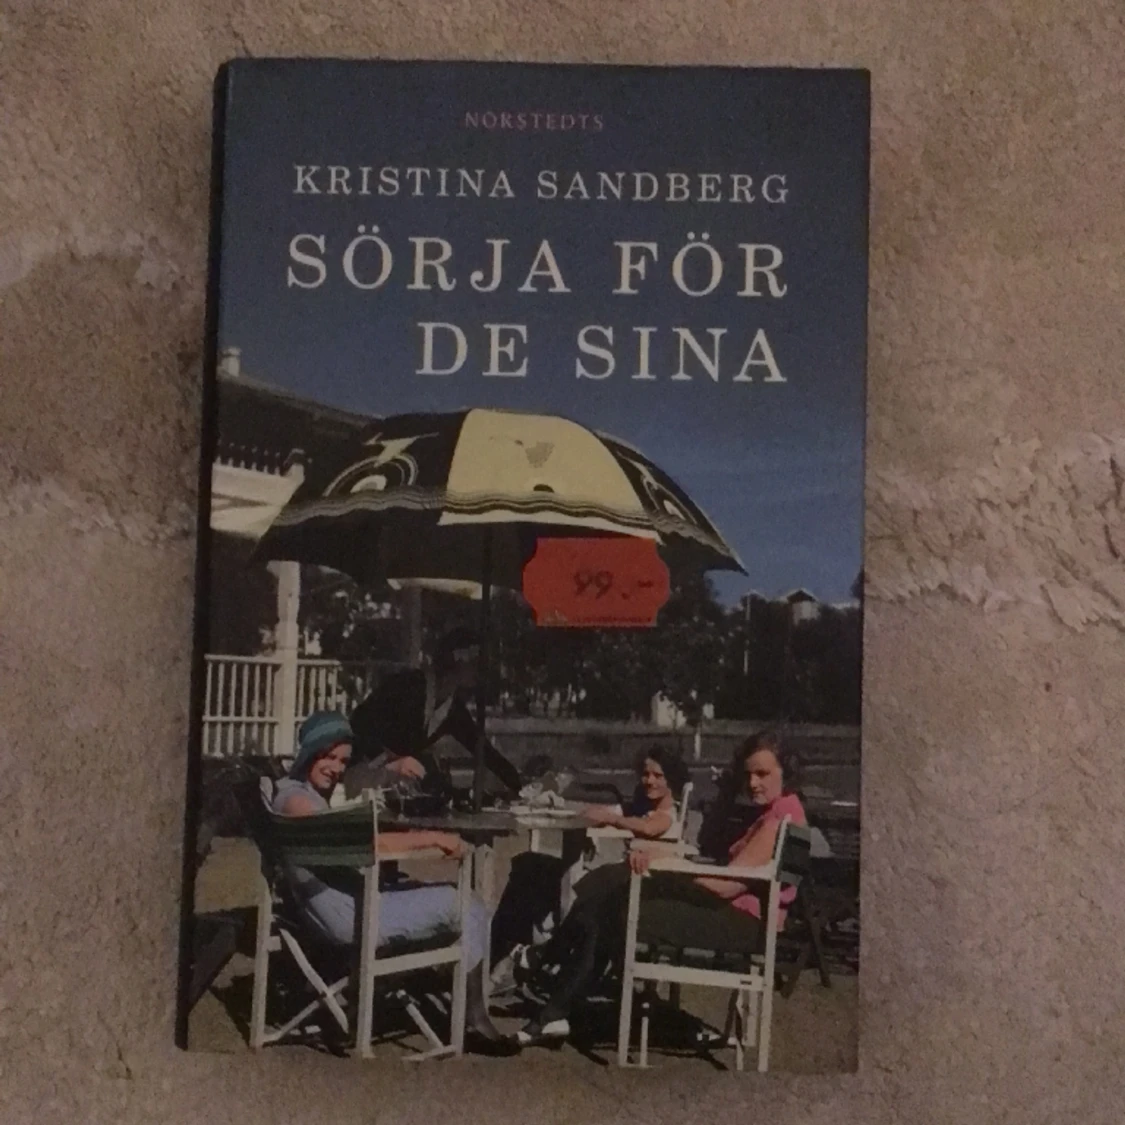 NORSTEDTS
KRISTINA SANDBERG
SÖRJA FÖR
DE SINA
99.-